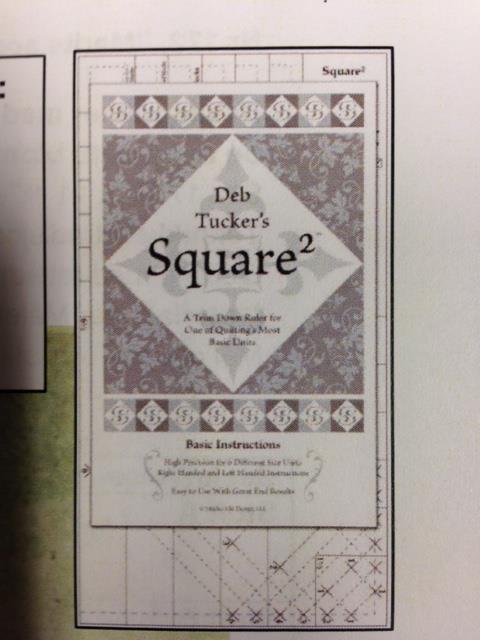 Square²
Deb
Tucker's
Square²™
A Trim Down Ruler for
One of Quilting's Most
Basic Units
Basic Instructions
High Precision for 6 Different Size Units
Right Handed and Left Handed Instructions
Easy to Use With Great End Results